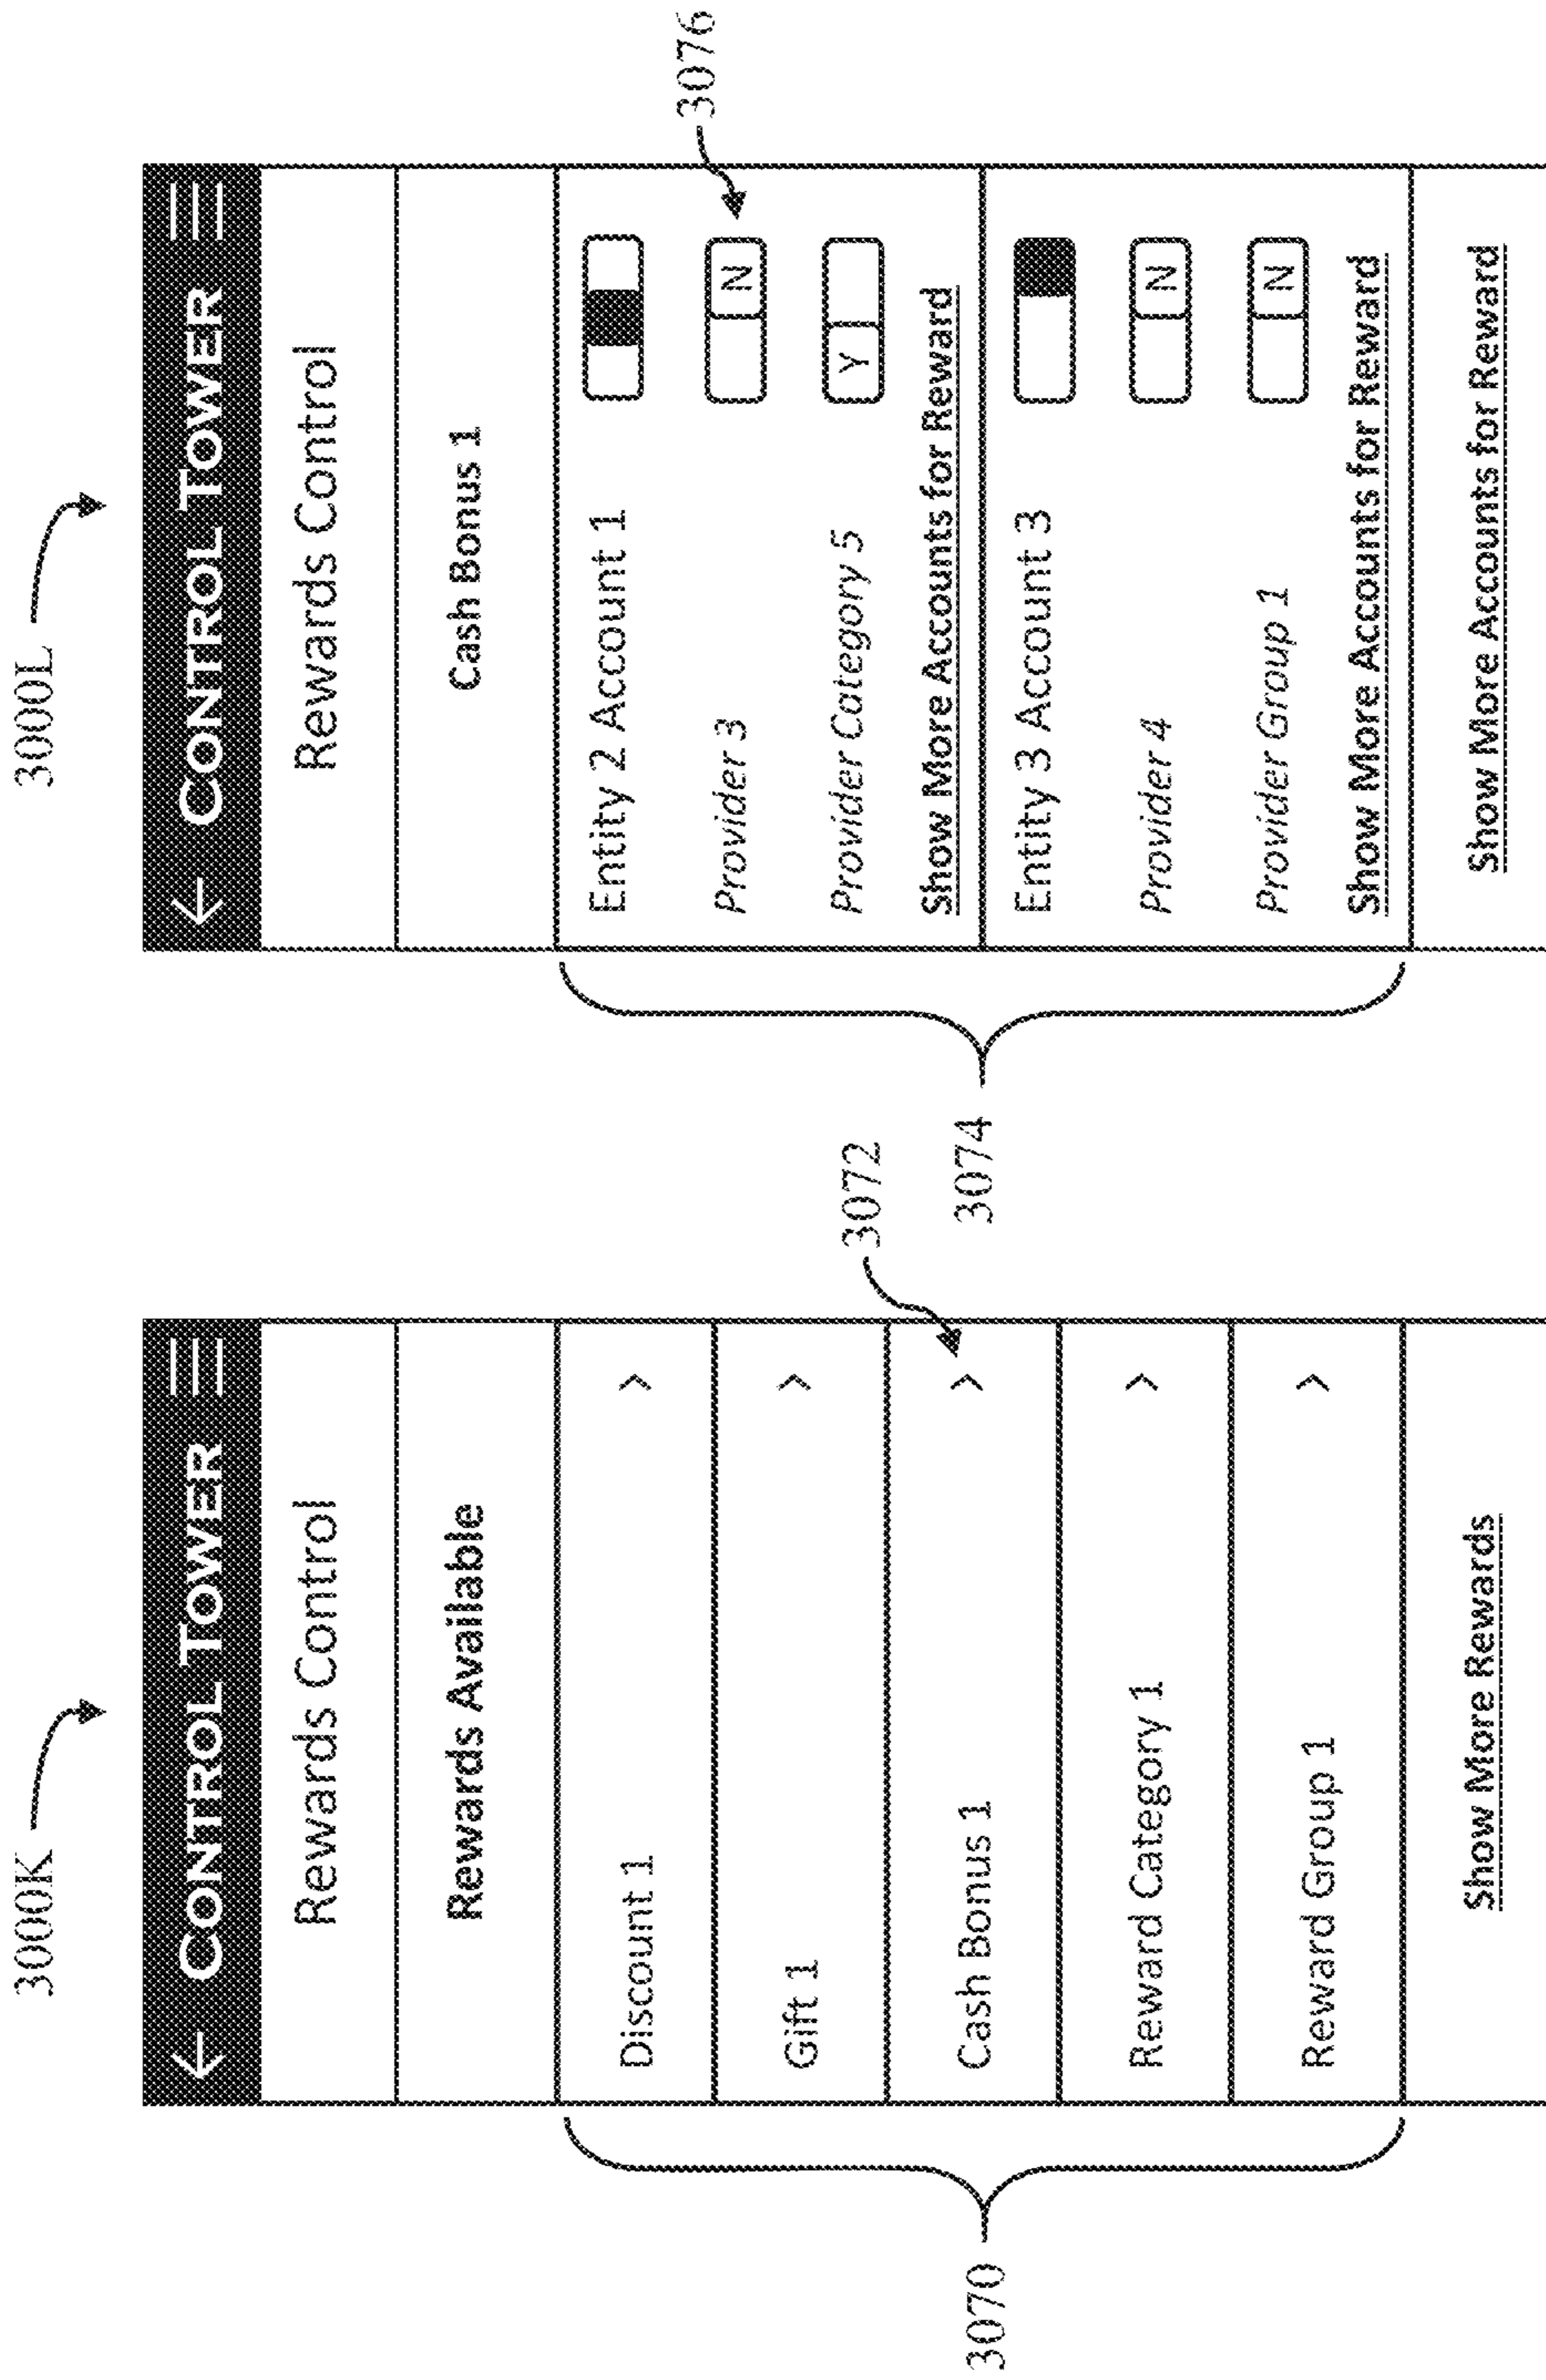 3000K
← CONTROL TOWER
Rewards Control
Rewards Available
Discount 1 >
Gift 1 >
Cash Bonus 1 >
Reward Category 1 >
Reward Group 1 >
Show More Rewards
3070
3072
3000L
← CONTROL TOWER
Rewards Control
Cash Bonus 1
Entity 2 Account 1
Provider 3 N
Provider Category 5 Y
Show More Accounts for Reward
Entity 3 Account 3
Provider 4 N
Provider Group 1 N
Show More Accounts for Reward
Show More Accounts for Reward
3074
3076